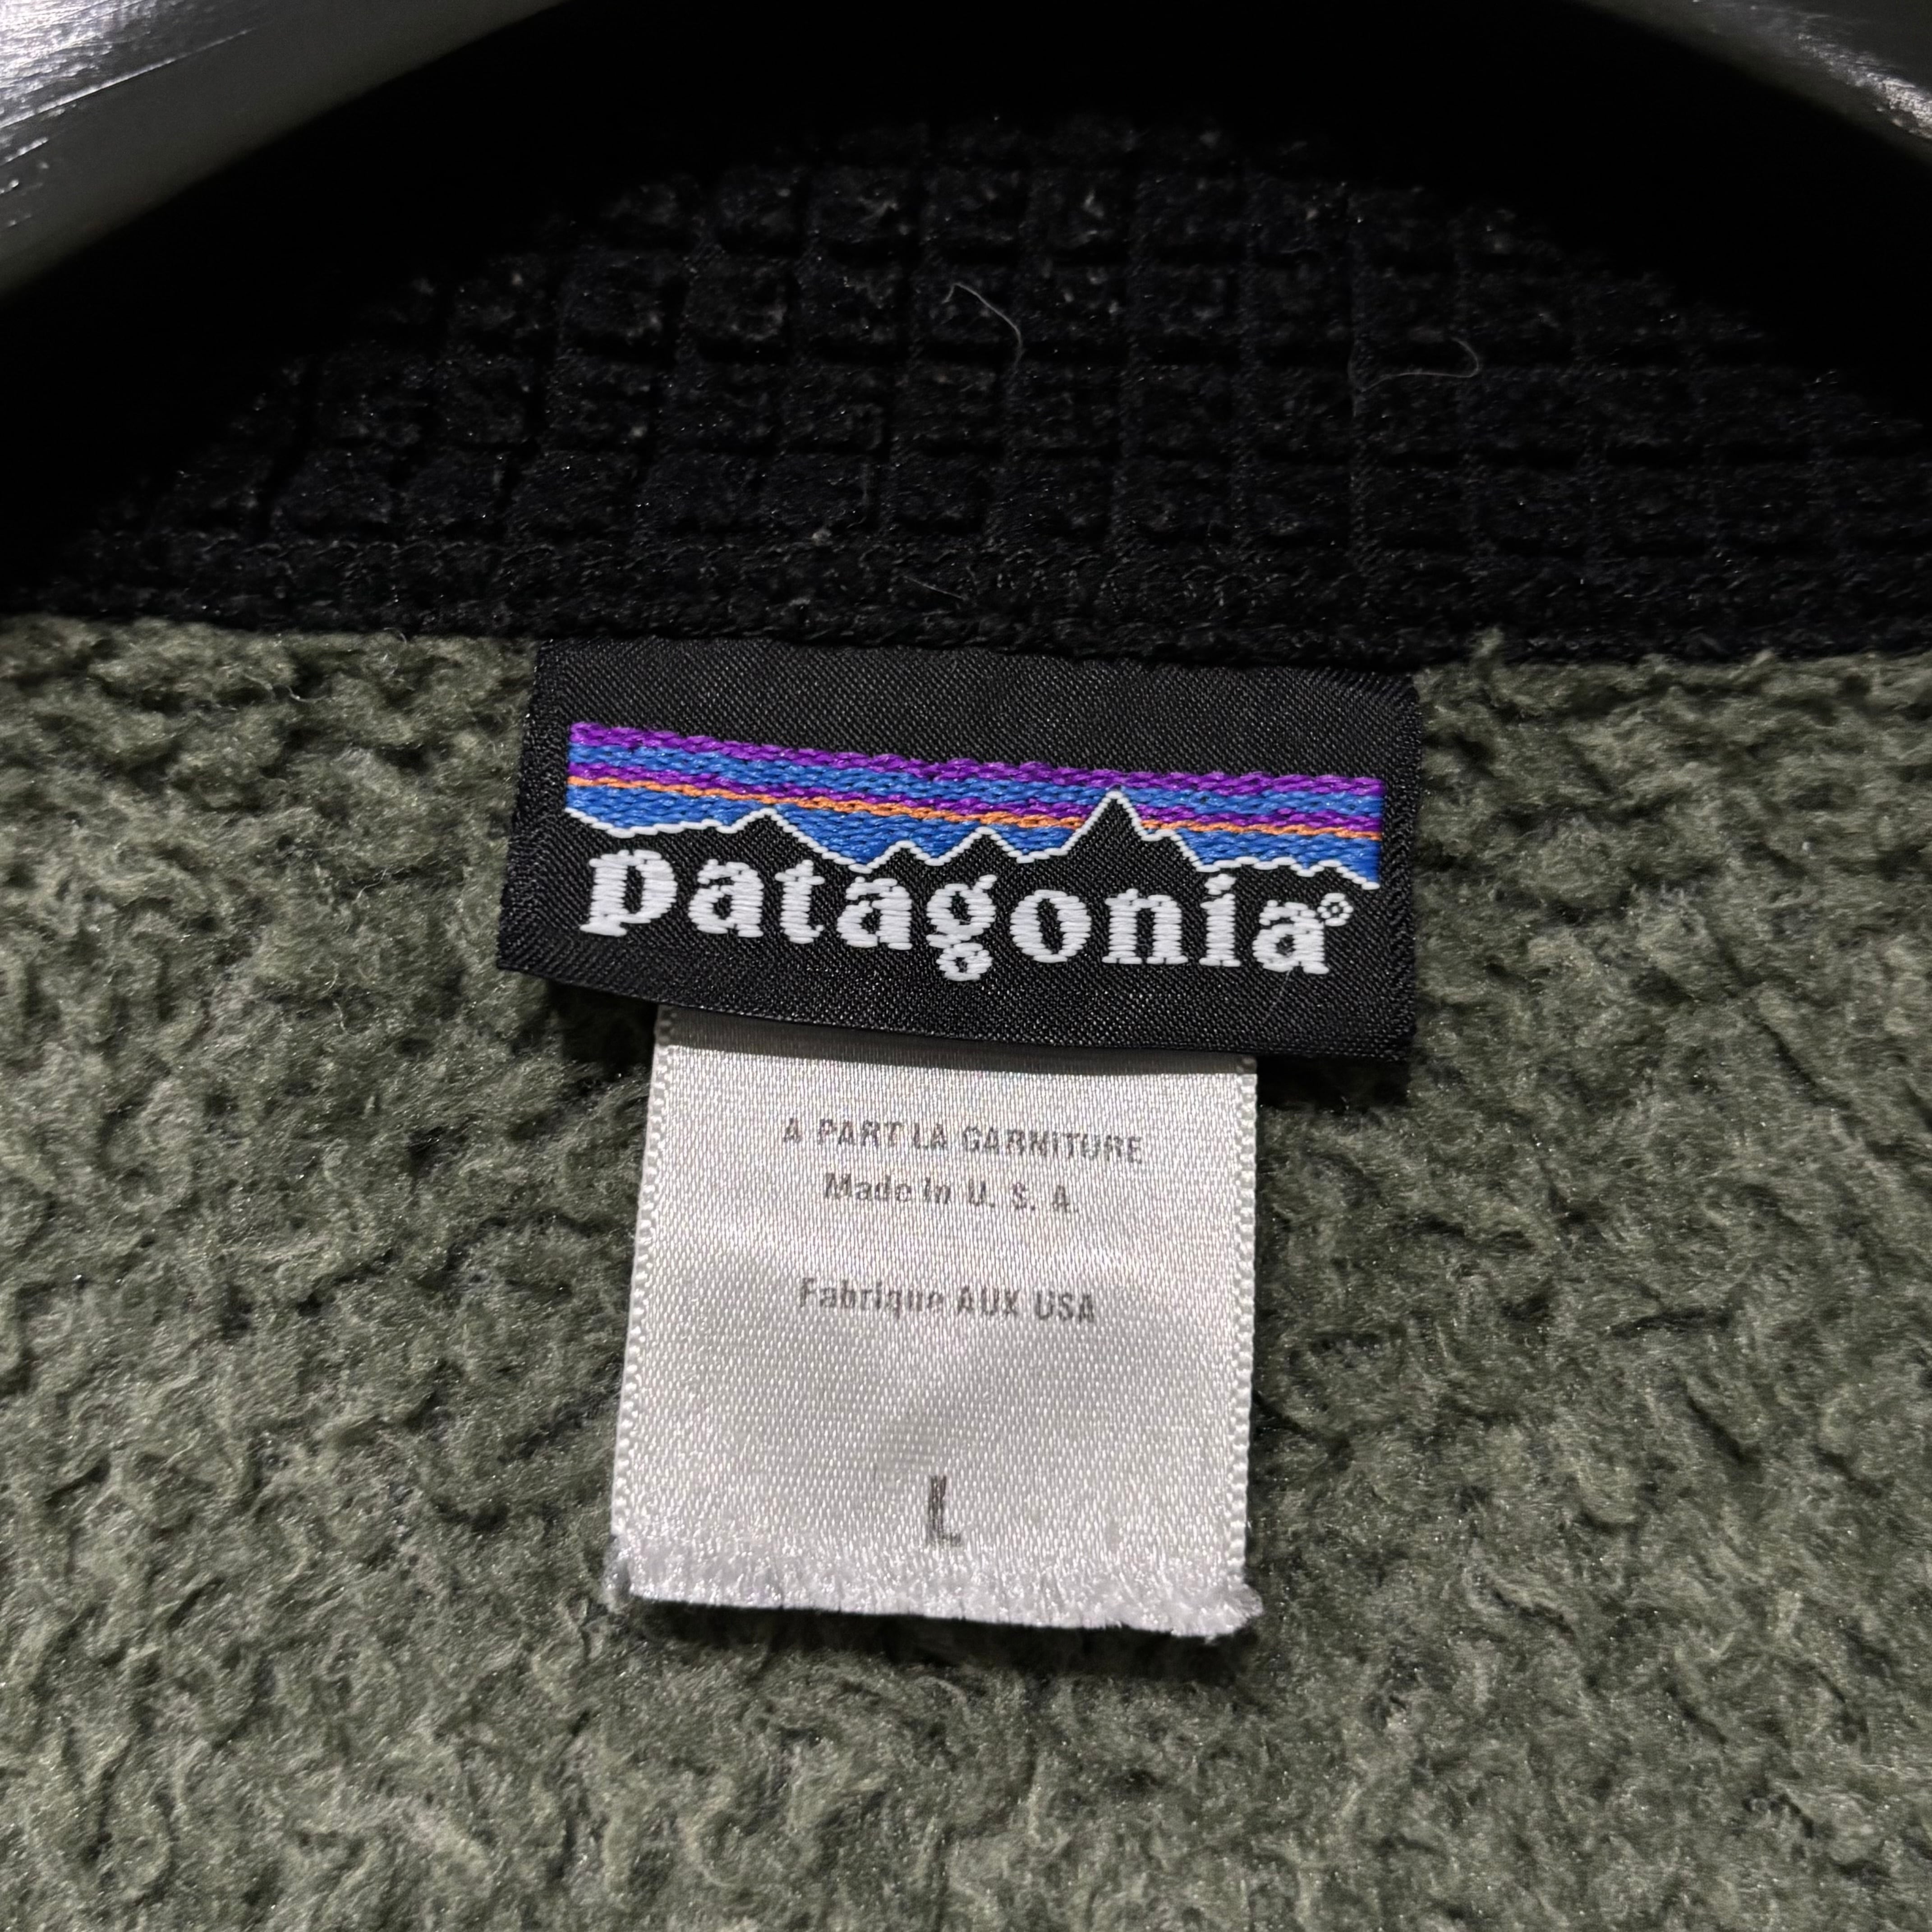 patagonia®
A PART LA GARNITURE
Made in U. S. A.
Fabrique AUX USA
L